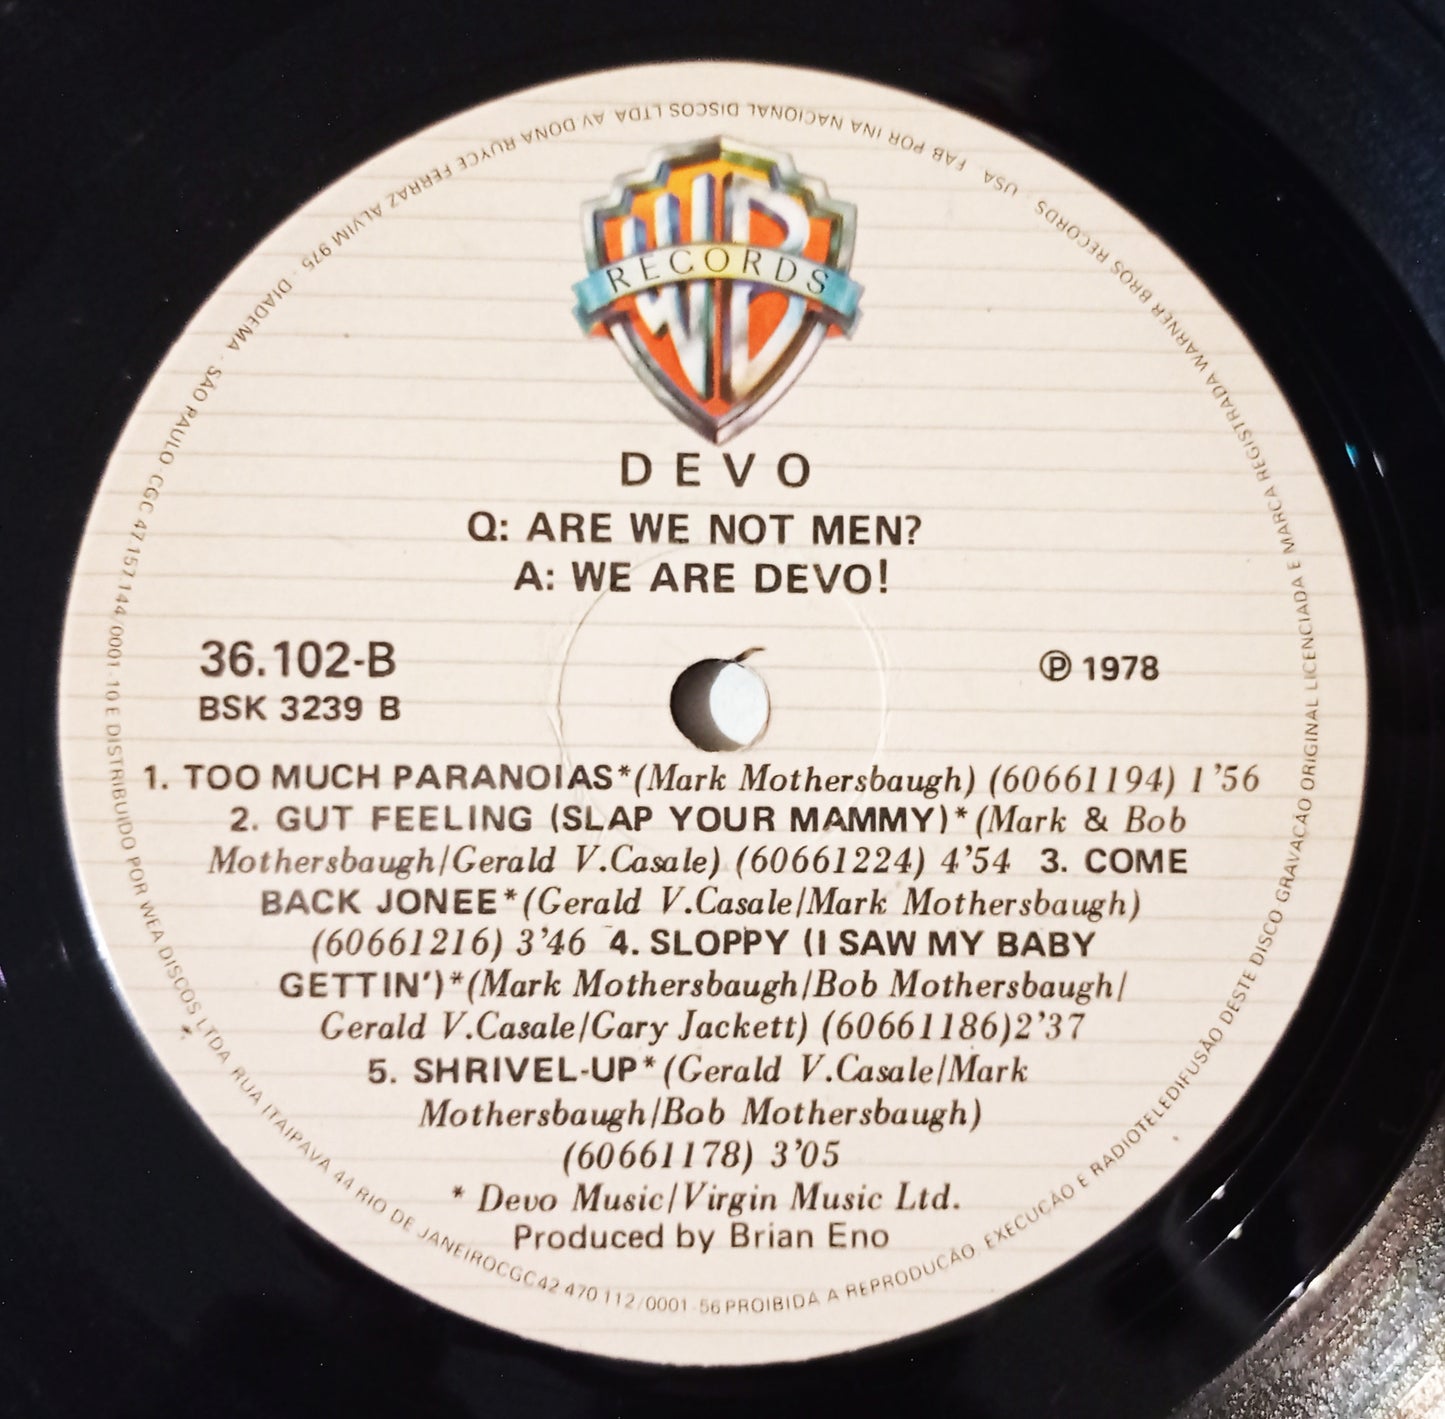 RECORDS
DEVO
Q: ARE WE NOT MEN?
A: WE ARE DEVO!
36.102-B
BSK 3239 B
℗ 1978
1. TOO MUCH PARANOIAS*(Mark Mothersbaugh) (60661194) 1'56
2. GUT FEELING (SLAP YOUR MAMMY)*(Mark & Bob
Mothersbaugh/Gerald V.Casale) (60661224) 4'54 3. COME
BACK JONEE*(Gerald V.Casale/Mark Mothersbaugh)
(60661216) 3'46 4. SLOPPY (I SAW MY BABY
GETTIN')*(Mark Mothersbaugh/Bob Mothersbaugh/
Gerald V.Casale/Gary Jackett) (60661186)2'37
5. SHRIVEL-UP*(Gerald V.Casale/Mark
Mothersbaugh/Bob Mothersbaugh)
(60661178) 3'05
* Devo Music/Virgin Music Ltd.
Produced by Brian Eno
FAB POR INA NACIONAL DISCOS LTDA AV DONA RUYCE FERRAZ ALVIM 975 · DIADEMA · SÃO PAULO · CGC 47.157.144/0001-10 E DISTRIBUIDO POR WEA DISCOS LTDA RUA ITAIPAVA 44 RIO DE JANEIRO CGC 42 470 112/0001-56 PROIBIDA A REPRODUCÃO, EXECUCÃO E RADIOTELEDIFUSÃO DESTE DISCO GRAVACÃO ORIGINAL LICENCIADA E MARCA REGISTRADA WARNER BROS RECORDS · USA ·